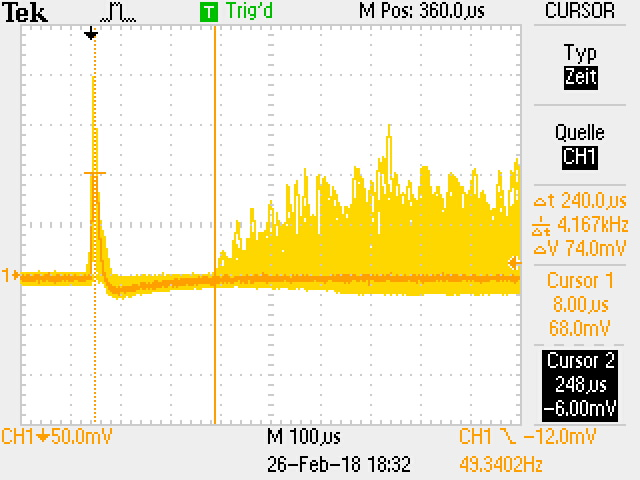 Tek T Trig'd M Pos: 360.0µs CURSOR
Typ
Zeit
Quelle
CH1
Δt 240.0µs
1/Δt 4.167kHz
ΔV 74.0mV
1
Cursor 1
8.00µs
68.0mV
Cursor 2
248µs
-6.00mV
CH1 50.0mV M 100µs CH1 -12.0mV
26-Feb-18 18:32 49.3402Hz